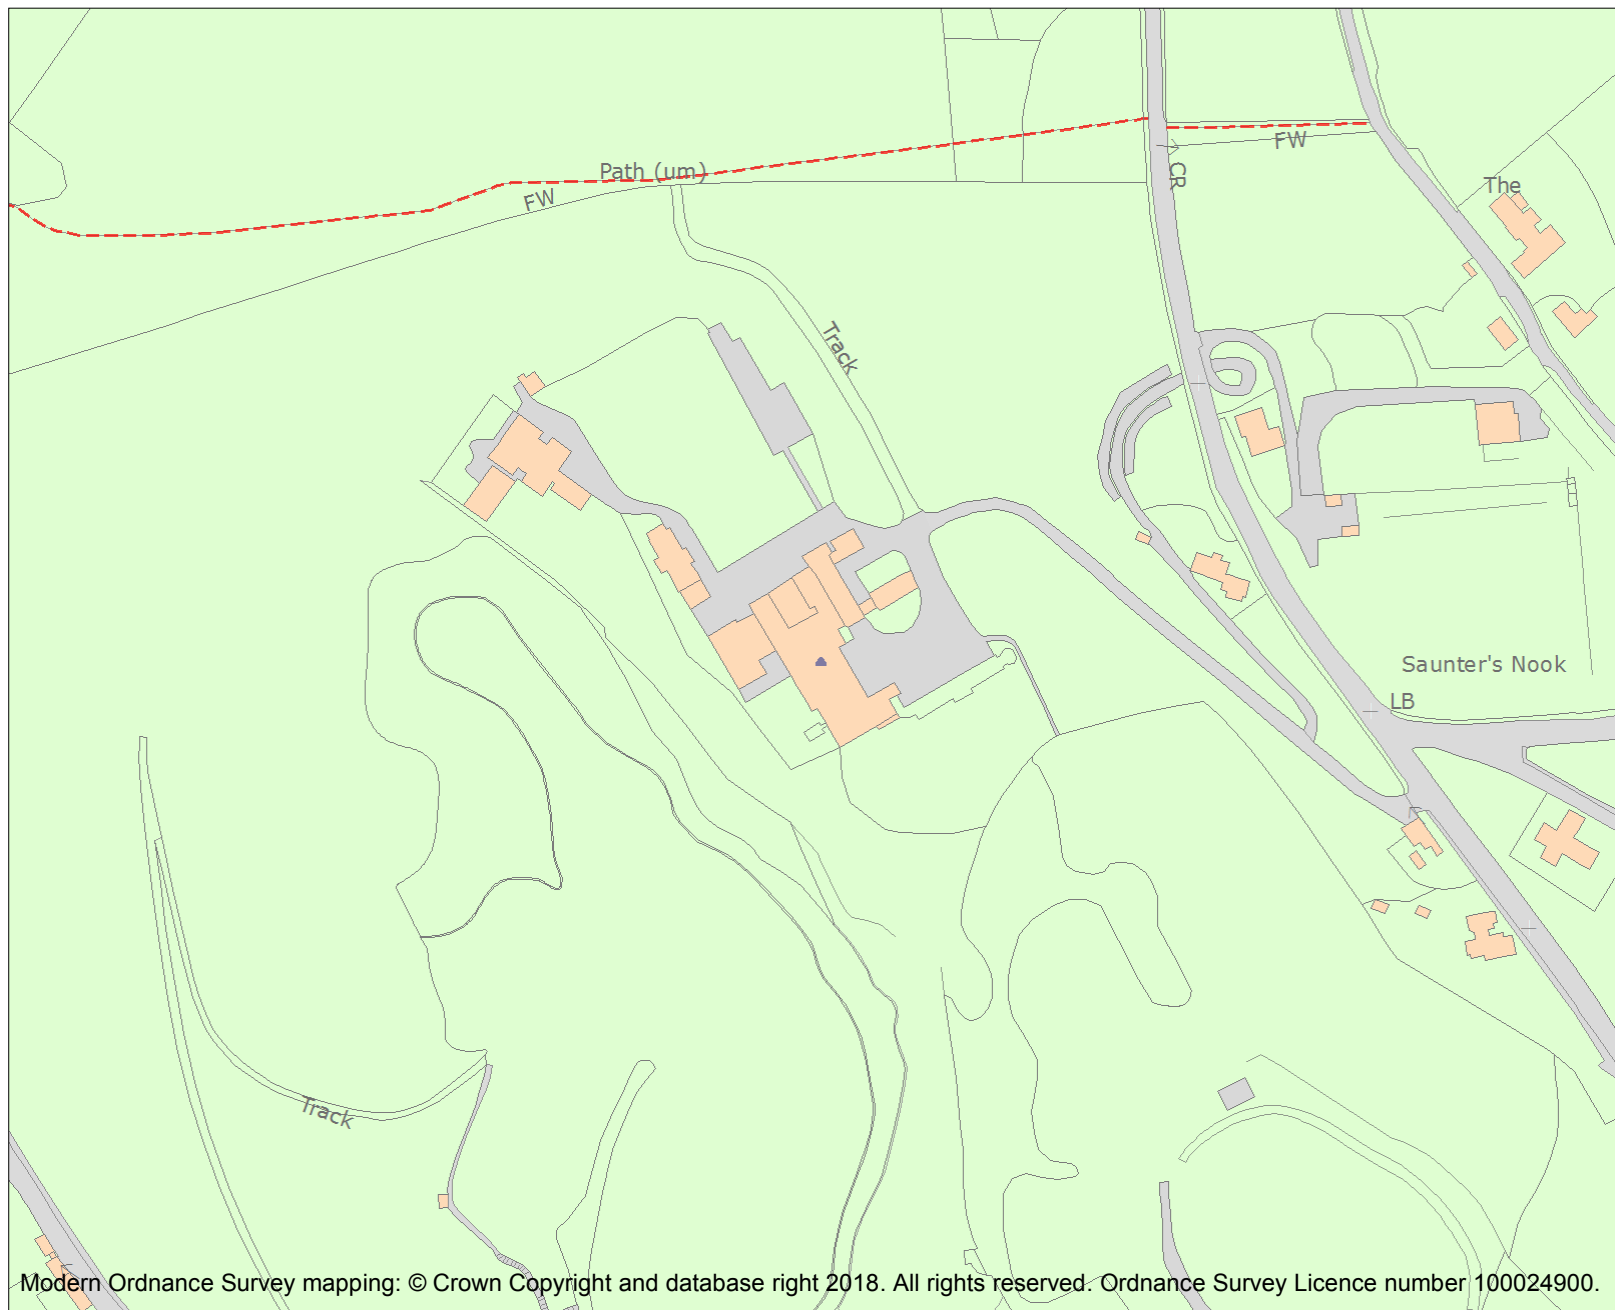 FW
CR
Path (um)
The
FW
Track
Saunter's Nook
LB
Track
Modern Ordnance Survey mapping: © Crown Copyright and database right 2018. All rights reserved. Ordnance Survey Licence number 100024900.